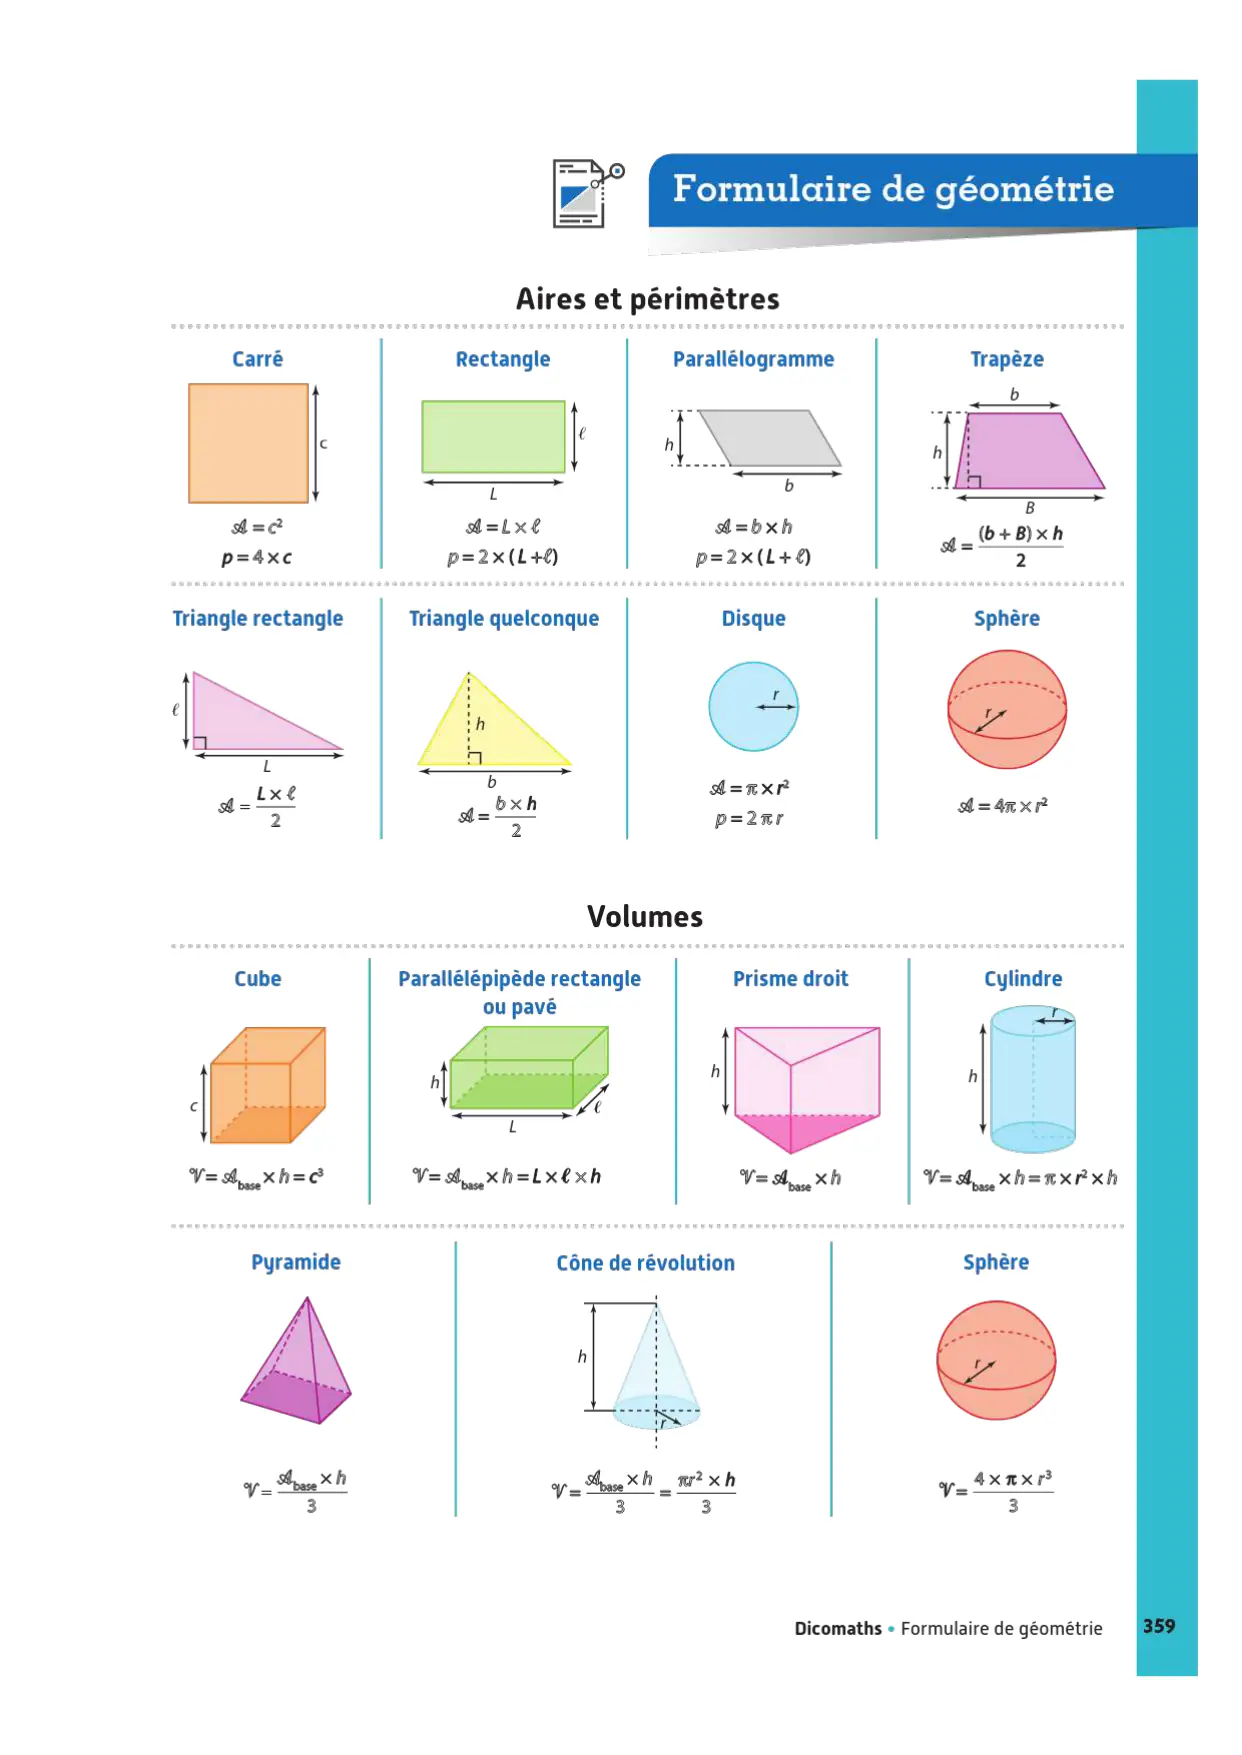 Formulaire de géométrie
Aires et périmètres
Carré
c
𝒜 = c²
p = 4 × c
Rectangle
ℓ
L
𝒜 = L × ℓ
p = 2 × (L + ℓ)
Parallélogramme
h
b
𝒜 = b × h
p = 2 × (L + ℓ)
Trapèze
b
h
B
𝒜 = (b + B) × h / 2
Triangle rectangle
ℓ
L
𝒜 = L × ℓ / 2
Triangle quelconque
h
b
𝒜 = b × h / 2
Disque
r
𝒜 = π × r²
p = 2 π r
Sphère
r
𝒜 = 4π × r²
Volumes
Cube
c
𝒱 = 𝒜base × h = c³
Parallélépipède rectangle
ou pavé
h
ℓ
L
𝒱 = 𝒜base × h = L × ℓ × h
Prisme droit
h
𝒱 = 𝒜base × h
Cylindre
r
h
𝒱 = 𝒜base × h = π × r² × h
Pyramide
𝒱 = 𝒜base × h / 3
Cône de révolution
h
r
𝒱 = 𝒜base × h / 3 = πr² × h / 3
Sphère
r
𝒱 = 4 × π × r³ / 3
Dicomaths • Formulaire de géométrie 359